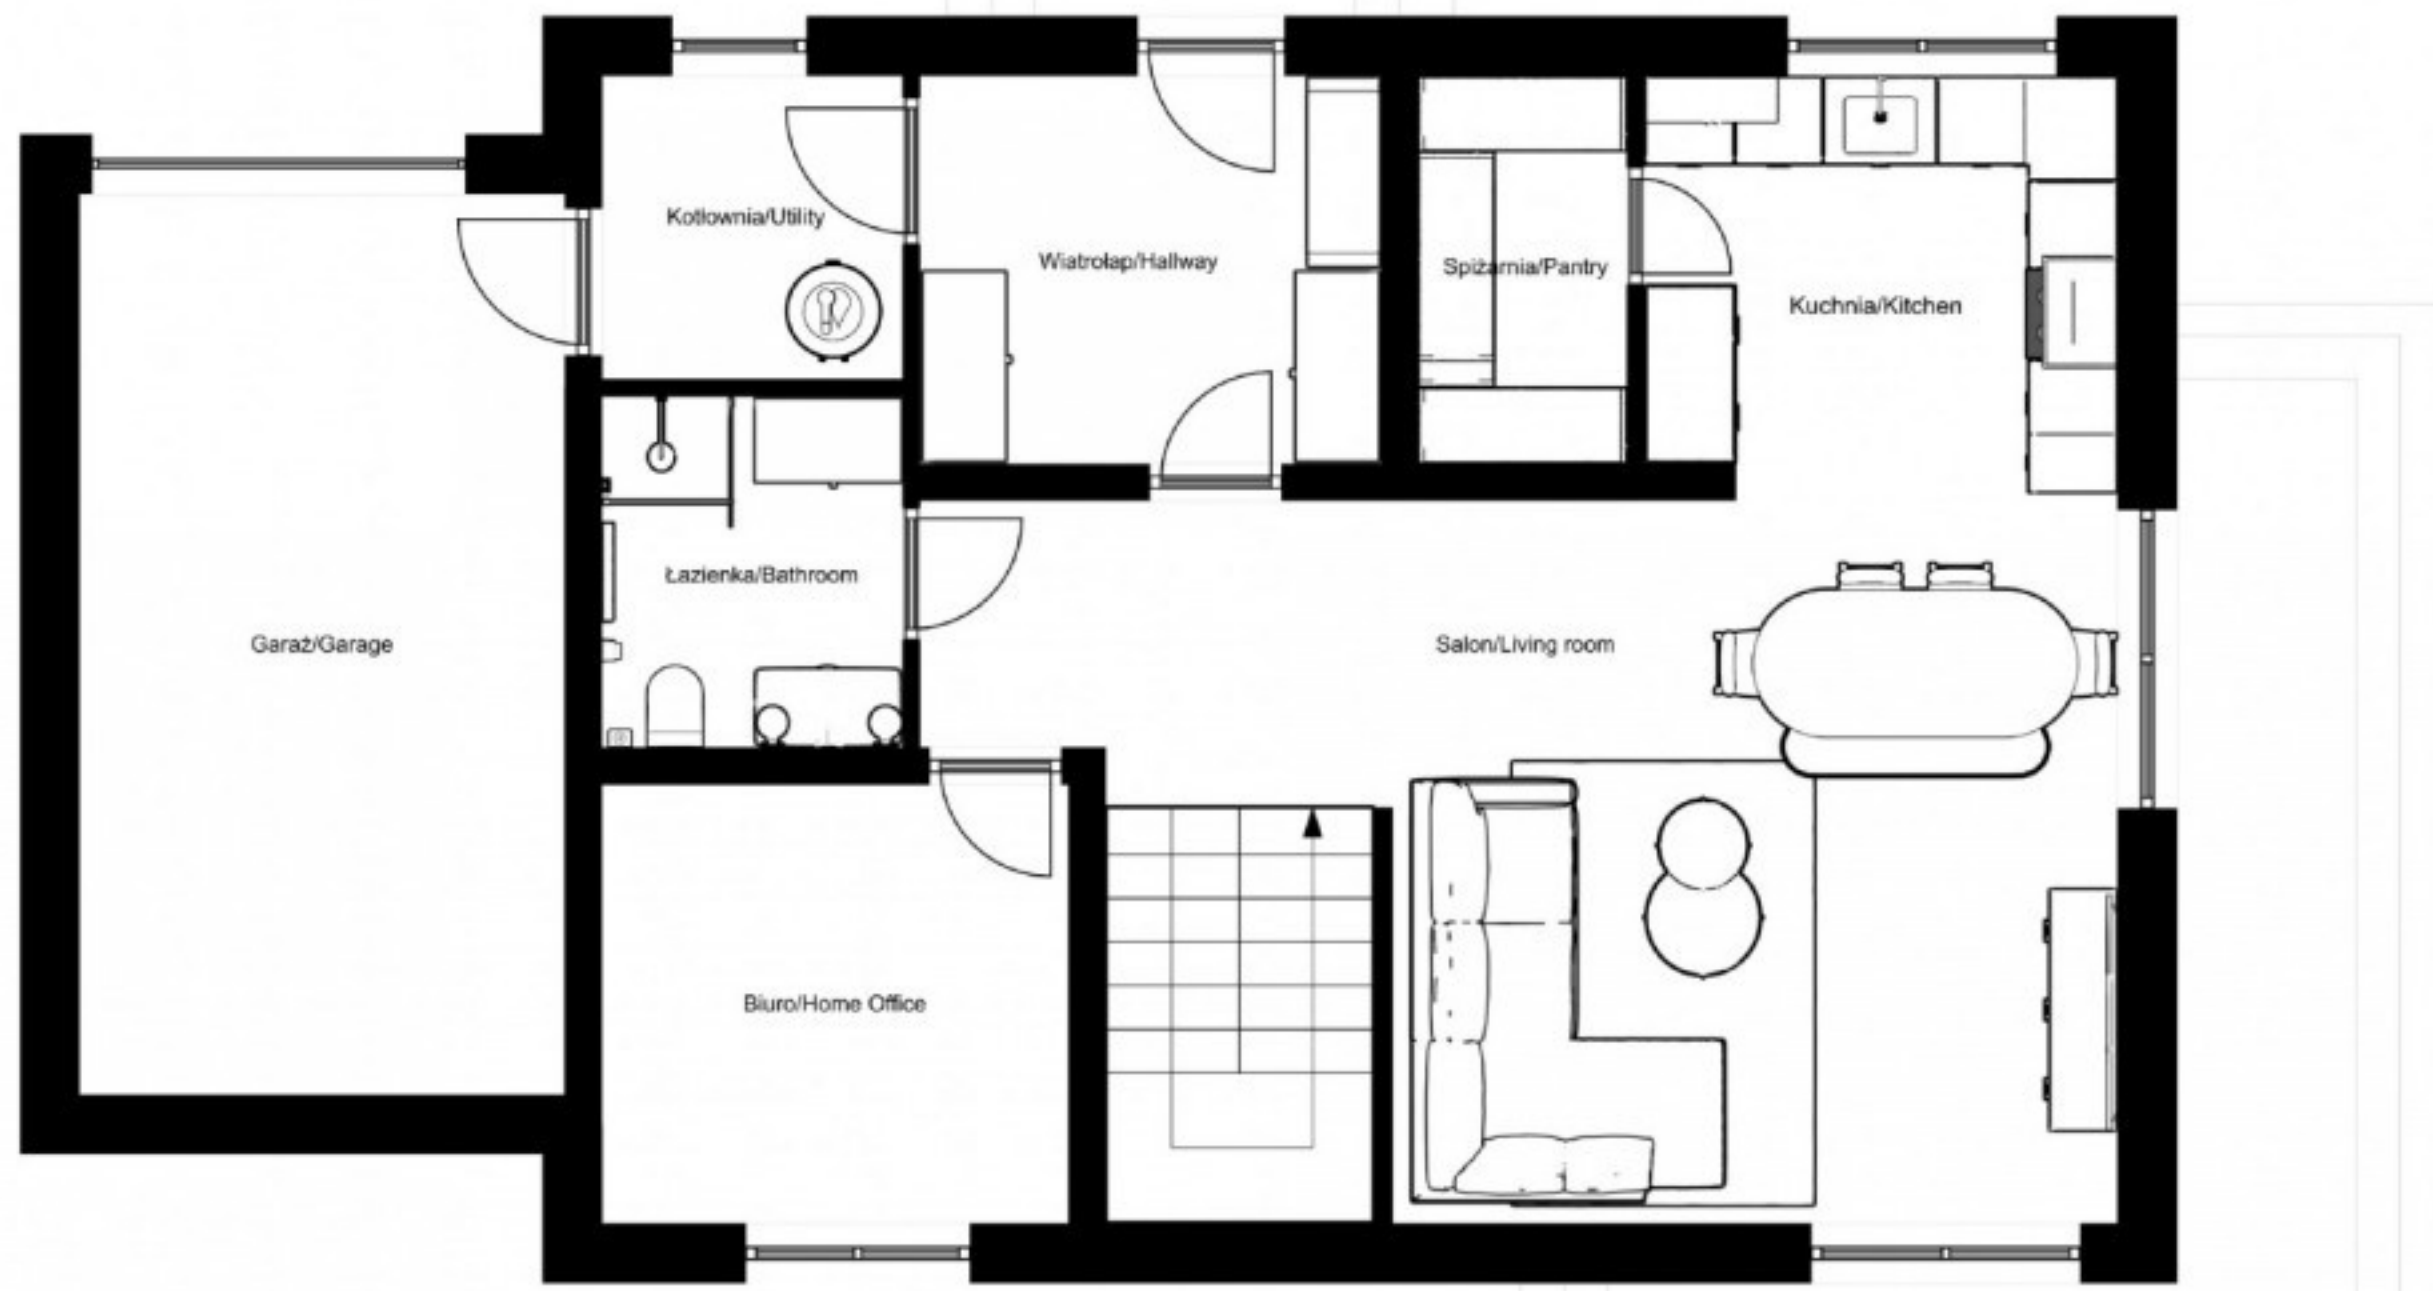 Kotłownia/Utility
Wiatrołap/Hallway
Spiżarnia/Pantry
Kuchnia/Kitchen
Łazienka/Bathroom
Garaż/Garage
Salon/Living room
Biuro/Home Office